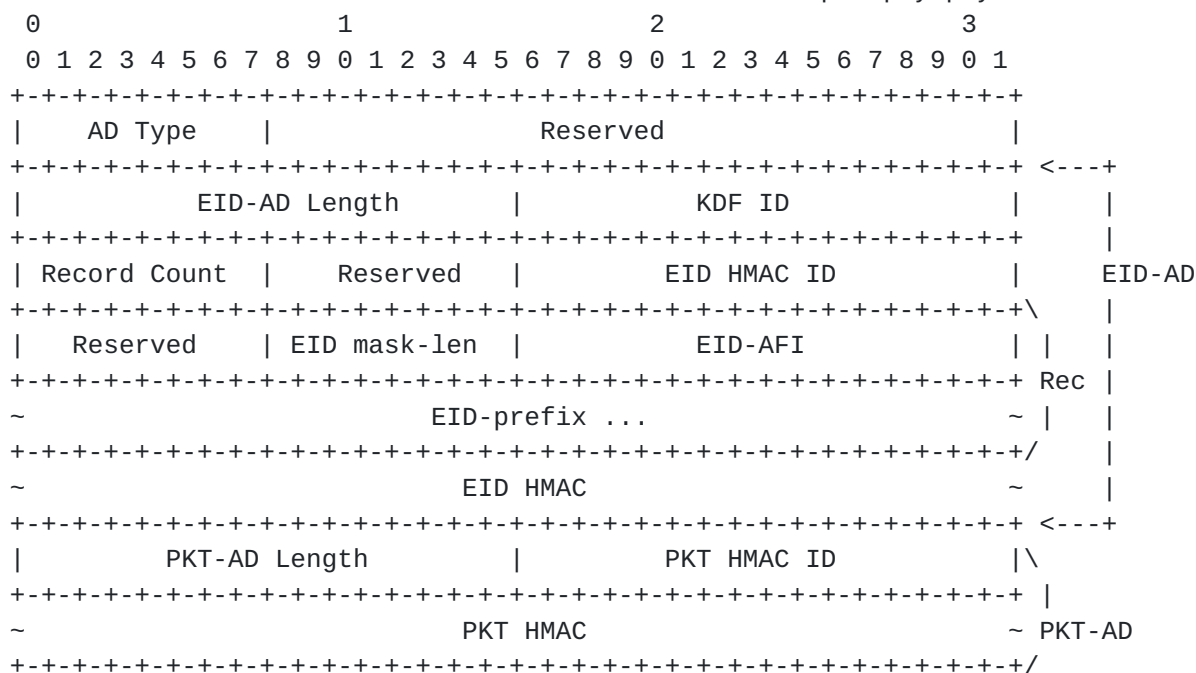 0                   1                   2                   3
 0 1 2 3 4 5 6 7 8 9 0 1 2 3 4 5 6 7 8 9 0 1 2 3 4 5 6 7 8 9 0 1
+-+-+-+-+-+-+-+-+-+-+-+-+-+-+-+-+-+-+-+-+-+-+-+-+-+-+-+-+-+-+-+-+
|    AD Type    |                 Reserved                      |
+-+-+-+-+-+-+-+-+-+-+-+-+-+-+-+-+-+-+-+-+-+-+-+-+-+-+-+-+-+-+-+-+ <---+
|           EID-AD Length       |           KDF ID              |     |
+-+-+-+-+-+-+-+-+-+-+-+-+-+-+-+-+-+-+-+-+-+-+-+-+-+-+-+-+-+-+-+-+     |
| Record Count  |    Reserved   |         EID HMAC ID           |     EID-AD
+-+-+-+-+-+-+-+-+-+-+-+-+-+-+-+-+-+-+-+-+-+-+-+-+-+-+-+-+-+-+-+-+\    |
|   Reserved    | EID mask-len  |           EID-AFI             | |   |
+-+-+-+-+-+-+-+-+-+-+-+-+-+-+-+-+-+-+-+-+-+-+-+-+-+-+-+-+-+-+-+-+ Rec |
~                          EID-prefix ...                       ~ |   |
+-+-+-+-+-+-+-+-+-+-+-+-+-+-+-+-+-+-+-+-+-+-+-+-+-+-+-+-+-+-+-+-+/    |
~                            EID HMAC                           ~     |
+-+-+-+-+-+-+-+-+-+-+-+-+-+-+-+-+-+-+-+-+-+-+-+-+-+-+-+-+-+-+-+-+ <---+
|         PKT-AD Length         |         PKT HMAC ID           |\
+-+-+-+-+-+-+-+-+-+-+-+-+-+-+-+-+-+-+-+-+-+-+-+-+-+-+-+-+-+-+-+-+ |
~                            PKT HMAC                           ~ PKT-AD
+-+-+-+-+-+-+-+-+-+-+-+-+-+-+-+-+-+-+-+-+-+-+-+-+-+-+-+-+-+-+-+-+/